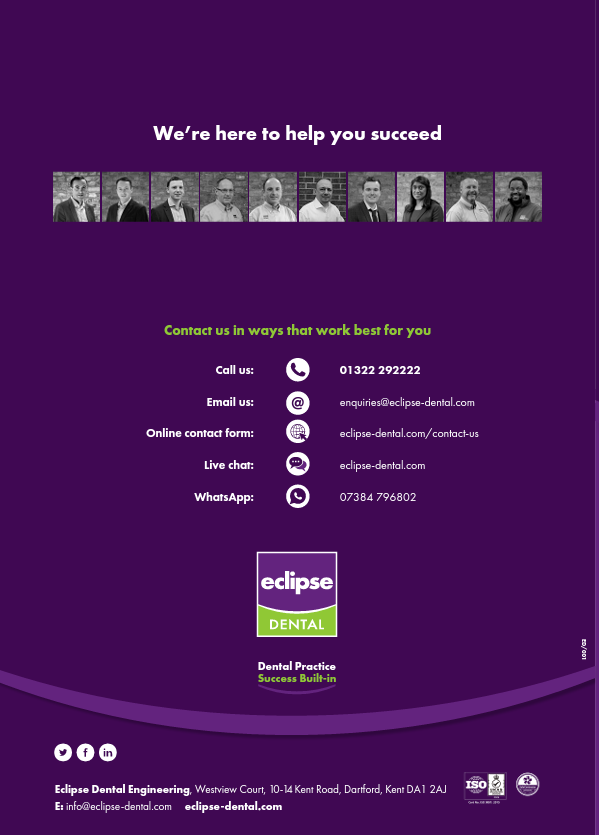 We're here to help you succeed
Contact us in ways that work best for you
Call us: 01322 292222
Email us: @ enquiries@eclipse-dental.com
Online contact form: eclipse-dental.com/contact-us
Live chat: eclipse-dental.com
WhatsApp: 07384 796802
eclipse
DENTAL
Dental Practice
Success Built-in
100/02
Eclipse Dental Engineering, Westview Court, 10-14 Kent Road, Dartford, Kent DA1 2AJ
E: info@eclipse-dental.com eclipse-dental.com
ISO